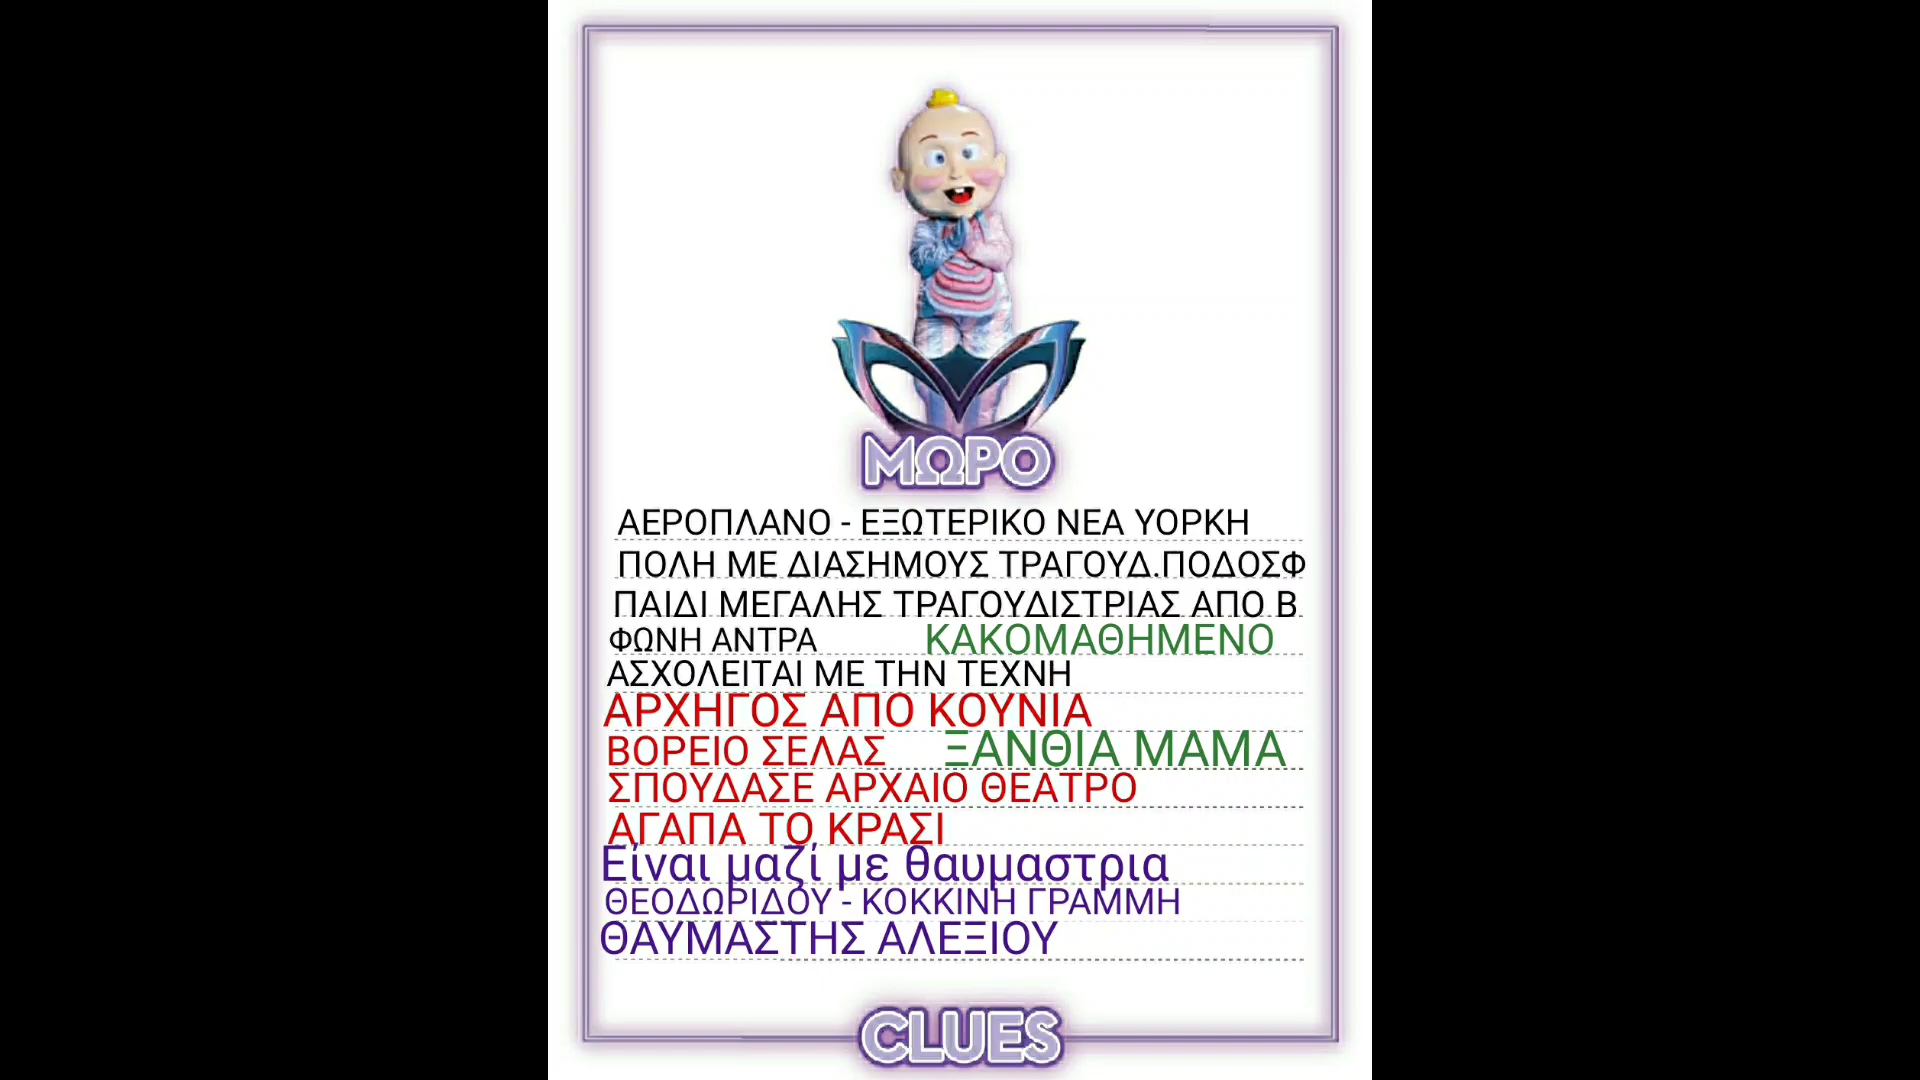 ΜΩΡΟ
ΑΕΡΟΠΛΑΝΟ - ΕΞΩΤΕΡΙΚΟ ΝΕΑ ΥΟΡΚΗ
ΠΟΛΗ ΜΕ ΔΙΑΣΗΜΟΥΣ ΤΡΑΓΟΥΔ.ΠΟΔΟΣΦ
ΠΑΙΔΙ ΜΕΓΑΛΗΣ ΤΡΑΓΟΥΔΙΣΤΡΙΑΣ ΑΠΟ Β
ΦΩΝΗ ΑΝΤΡΑ ΚΑΚΟΜΑΘΗΜΕΝΟ
ΑΣΧΟΛΕΙΤΑΙ ΜΕ ΤΗΝ ΤΕΧΝΗ
ΑΡΧΗΓΟΣ ΑΠΟ ΚΟΥΝΙΑ
ΒΟΡΕΙΟ ΣΕΛΑΣ ΞΑΝΘΙΑ ΜΑΜΑ
ΣΠΟΥΔΑΣΕ ΑΡΧΑΙΟ ΘΕΑΤΡΟ
ΑΓΑΠΑ ΤΟ ΚΡΑΣΙ
Είναι μαζί με θαυμαστρια
ΘΕΟΔΩΡΙΔΟΥ - ΚΟΚΚΙΝΗ ΓΡΑΜΜΗ
ΘΑΥΜΑΣΤΗΣ ΑΛΕΞΙΟΥ
CLUES